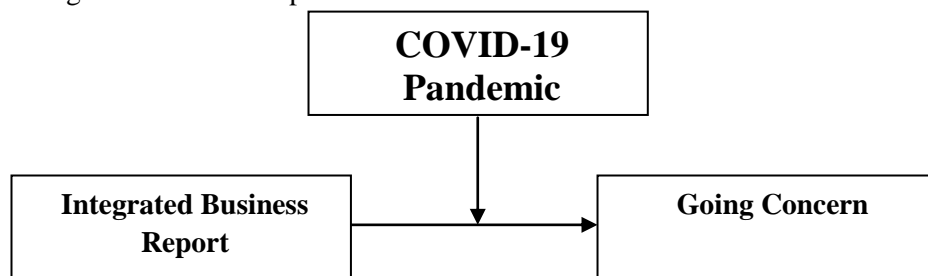 COVID-19
Pandemic
Integrated Business
Report
Going Concern